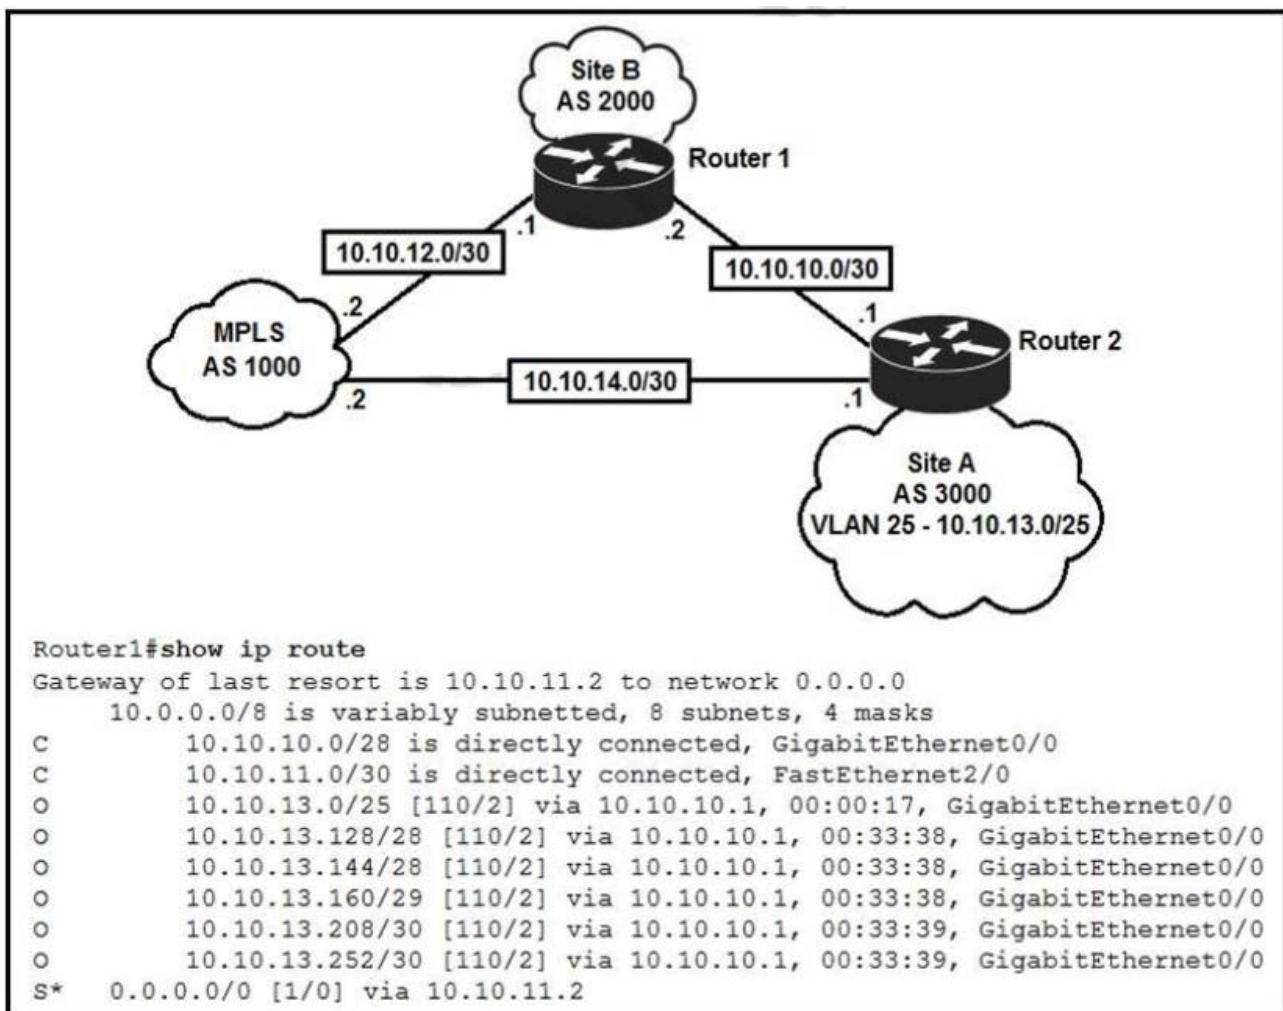 Site B
AS 2000
Router 1
.1
.2
10.10.12.0/30
10.10.10.0/30
.2
.1
MPLS
AS 1000
Router 2
10.10.14.0/30
.2
.1
Site A
AS 3000
VLAN 25 - 10.10.13.0/25
Router1#show ip route
Gateway of last resort is 10.10.11.2 to network 0.0.0.0
10.0.0.0/8 is variably subnetted, 8 subnets, 4 masks
C 10.10.10.0/28 is directly connected, GigabitEthernet0/0
C 10.10.11.0/30 is directly connected, FastEthernet2/0
O 10.10.13.0/25 [110/2] via 10.10.10.1, 00:00:17, GigabitEthernet0/0
O 10.10.13.128/28 [110/2] via 10.10.10.1, 00:33:38, GigabitEthernet0/0
O 10.10.13.144/28 [110/2] via 10.10.10.1, 00:33:38, GigabitEthernet0/0
O 10.10.13.160/29 [110/2] via 10.10.10.1, 00:33:38, GigabitEthernet0/0
O 10.10.13.208/30 [110/2] via 10.10.10.1, 00:33:39, GigabitEthernet0/0
O 10.10.13.252/30 [110/2] via 10.10.10.1, 00:33:39, GigabitEthernet0/0
S* 0.0.0.0/0 [1/0] via 10.10.11.2